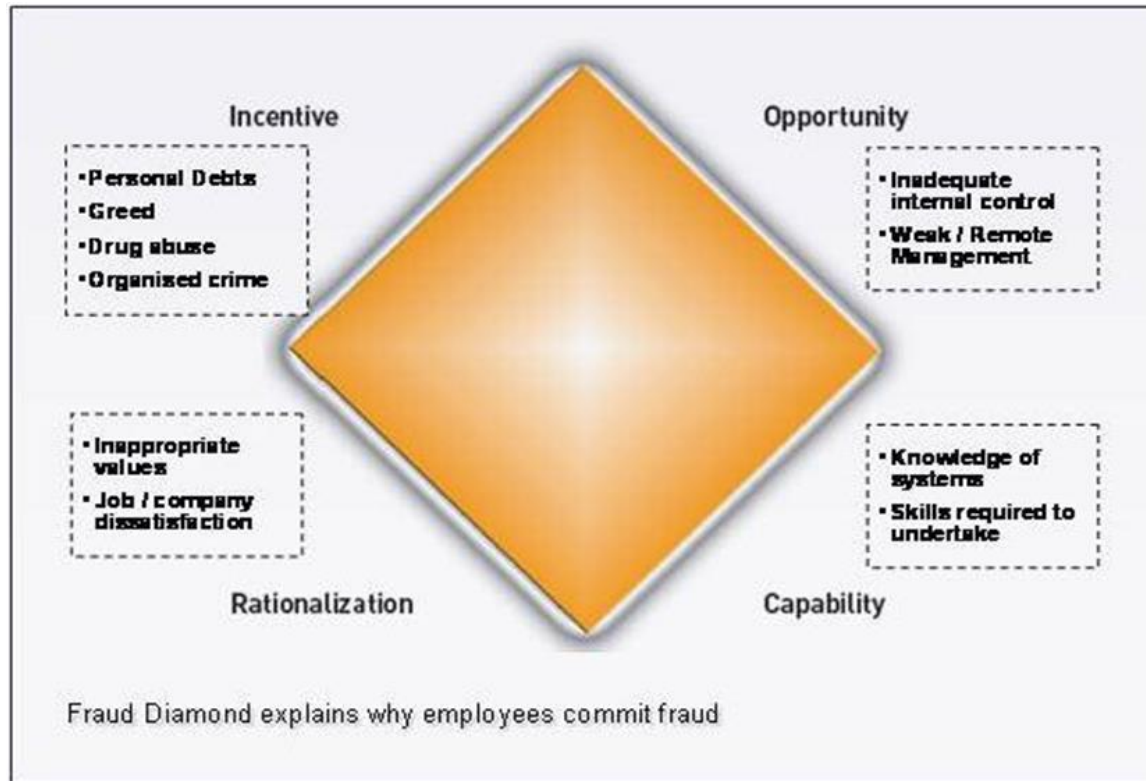 Incentive
• Personal Debts
• Greed
• Drug abuse
• Organised crime
Opportunity
• Inadequate
internal control
• Weak / Remote
Management
• Inappropriate
values
• Job / company
dissatisfaction
Rationalization
• Knowledge of
systems
• Skills required to
undertake
Capability
Fraud Diamond explains why employees commit fraud